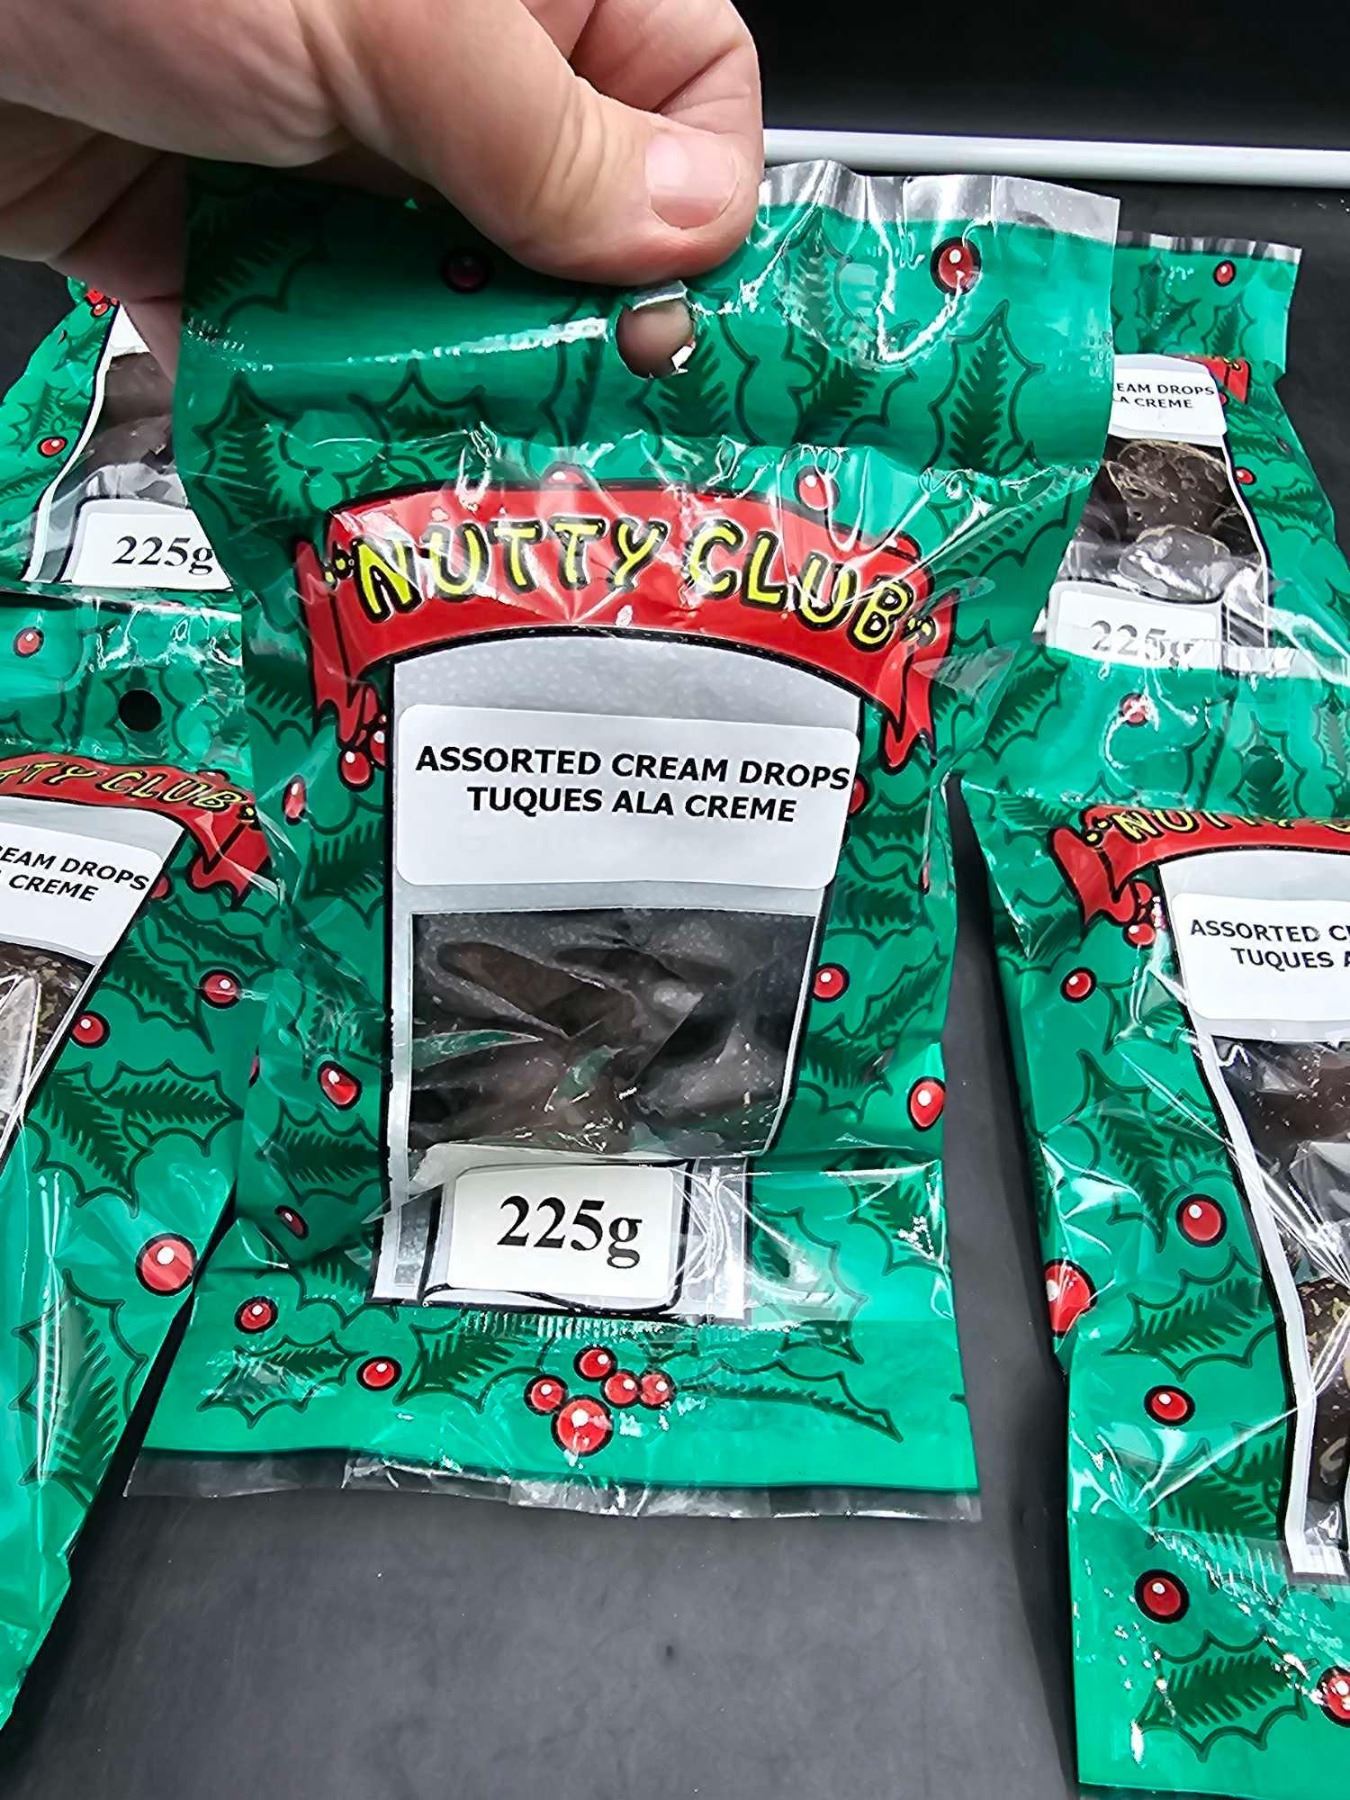 NUTTY CLUB
ASSORTED CREAM DROPS
TUQUES ALA CREME
225g
225g
EAM DROPS
LA CREME
225g
TTY CLUB
REAM DROPS
CREME
NUT
ASSORTED C
TUQUES A